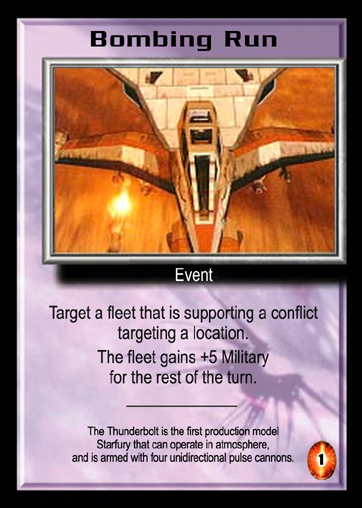 Bombing Run
Event
Target a fleet that is supporting a conflict
targeting a location.
The fleet gains +5 Military
for the rest of the turn.
The Thunderbolt is the first production model
Starfury that can operate in atmosphere,
and is armed with four unidirectional pulse cannons.
1